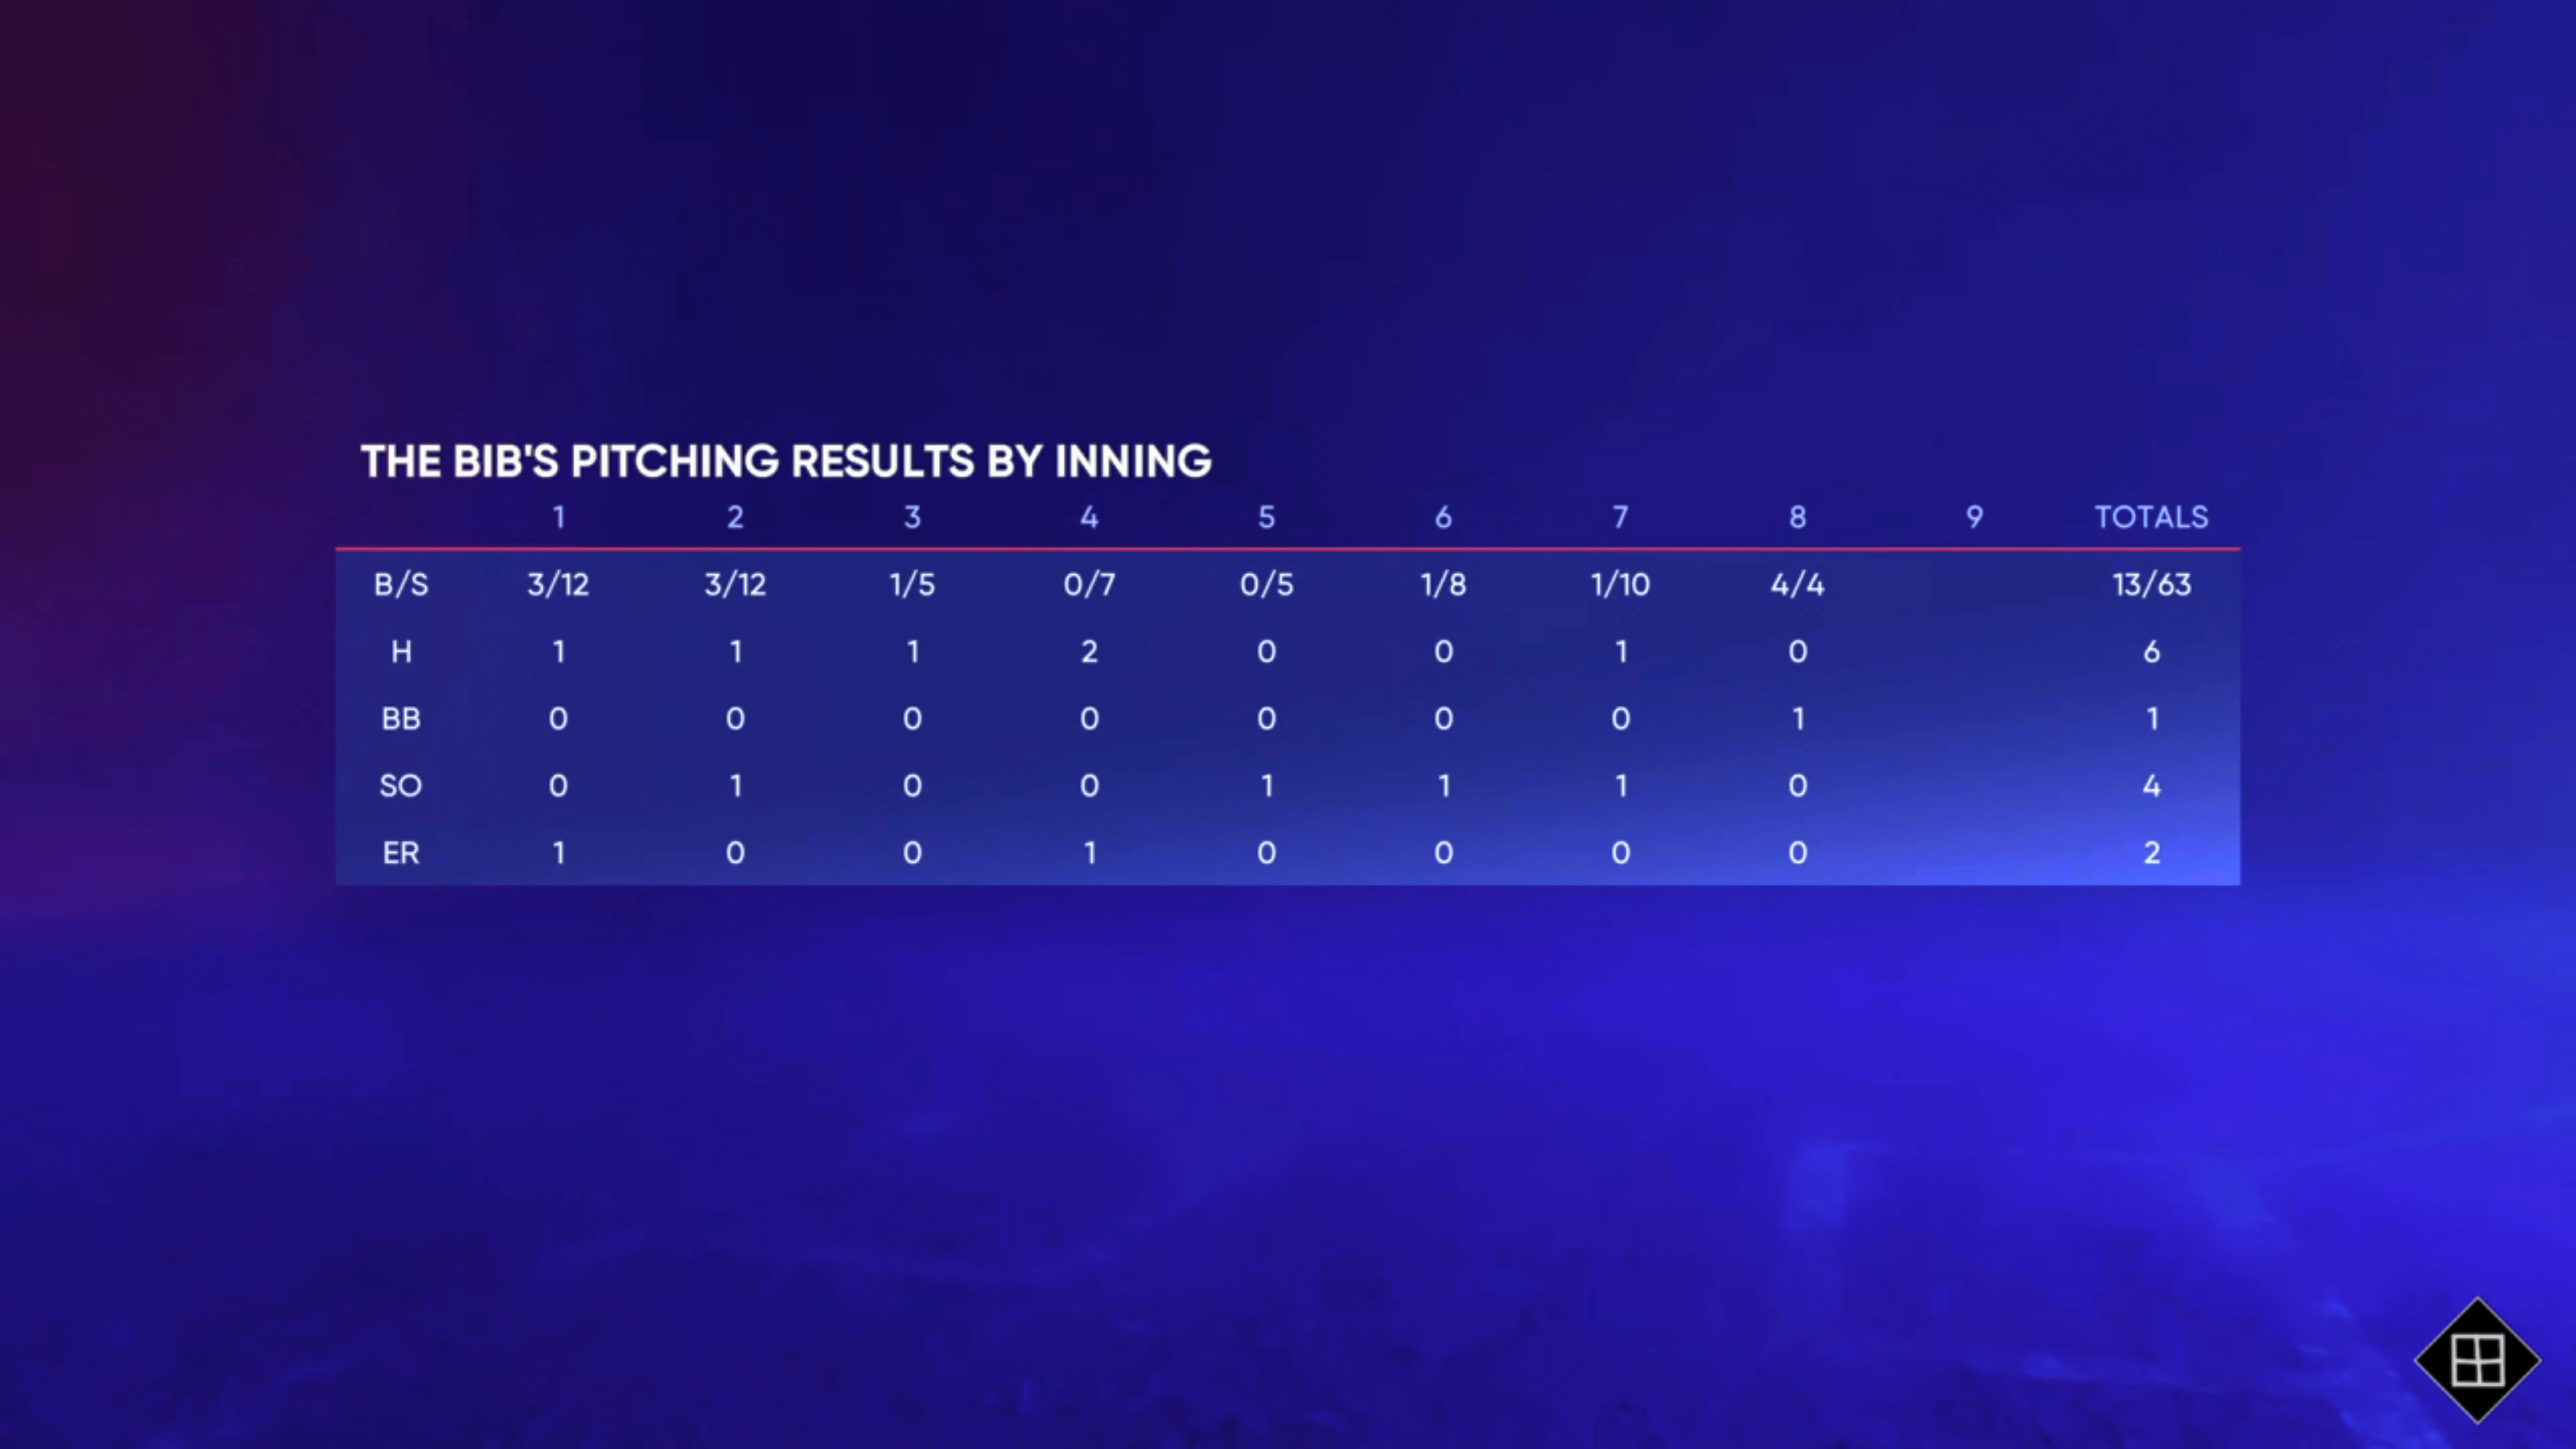 THE BIB'S PITCHING RESULTS BY INNING
1 2 3 4 5 6 7 8 9 TOTALS
B/S 3/12 3/12 1/5 0/7 0/5 1/8 1/10 4/4 13/63
H 1 1 1 2 0 0 1 0 6
BB 0 0 0 0 0 0 0 1 1
SO 0 1 0 0 1 1 1 0 4
ER 1 0 0 1 0 0 0 0 2